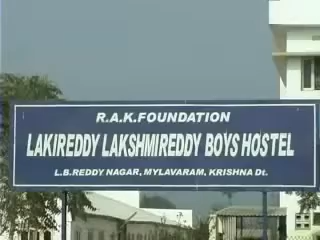 R.A.K.FOUNDATION
LAKIREDDY LAKSHMIREDDY BOYS HOSTEL
L.B.REDDY NAGAR, MYLAVARAM, KRISHNA Dt.